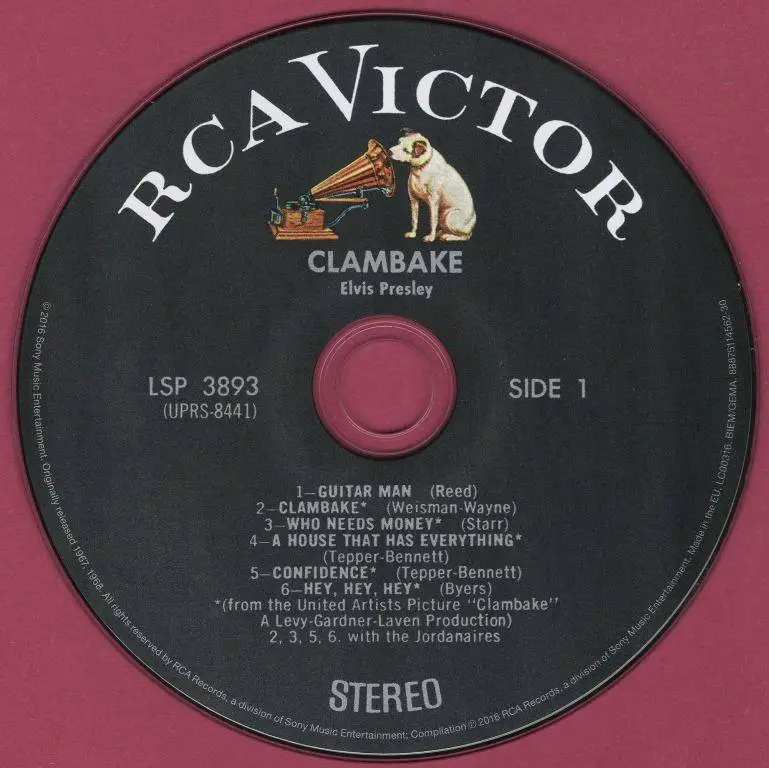 RCA VICTOR
CLAMBAKE
Elvis Presley
LSP 3893
(UPRS-8441)
SIDE 1
1—GUITAR MAN (Reed)
2—CLAMBAKE* (Weisman-Wayne)
3—WHO NEEDS MONEY* (Starr)
4—A HOUSE THAT HAS EVERYTHING*
(Tepper-Bennett)
5—CONFIDENCE* (Tepper-Bennett)
6—HEY, HEY, HEY* (Byers)
*(from the United Artists Picture "Clambake"
A Levy-Gardner-Laven Production)
2, 3, 5, 6. with the Jordanaires
STEREO
© 2016 Sony Music Entertainment. Originally released 1967, 1968. All rights reserved by RCA Records, a division of Sony Music Entertainment; Compilation ℗ 2016 RCA Records, a division of Sony Music Entertainment. Made in the EU. LC00316. BIEM/GEMA. 88875114562-30